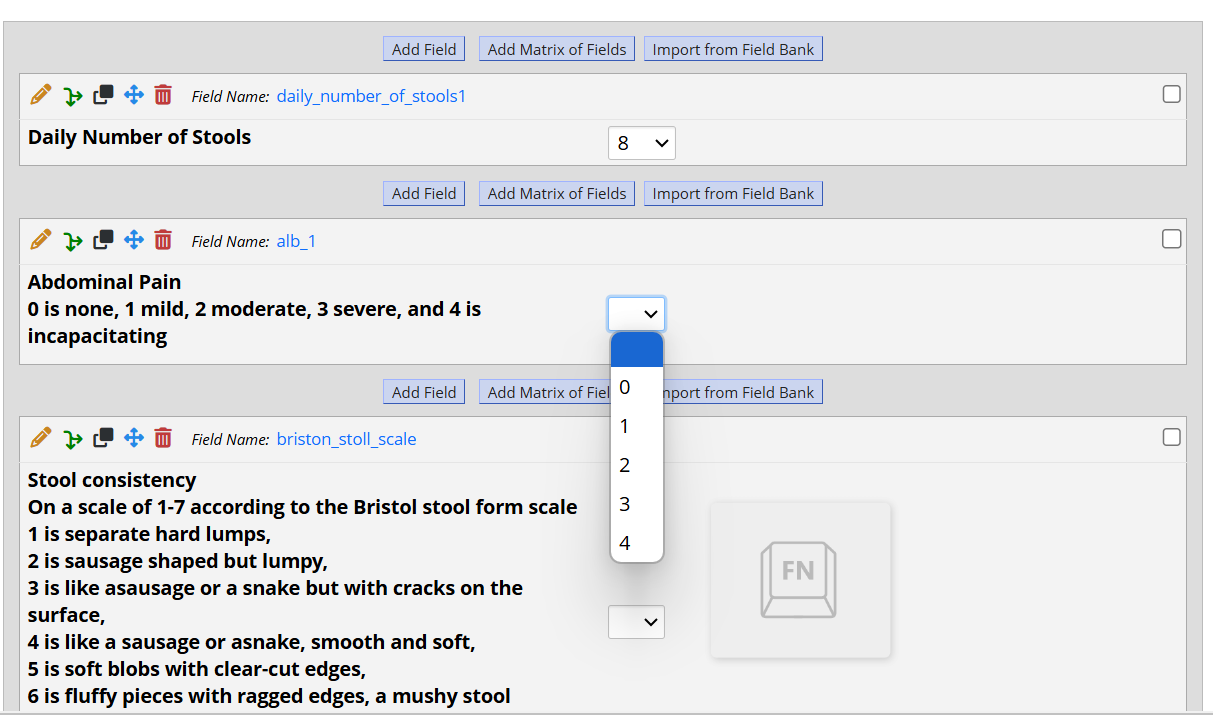 Add Field Add Matrix of Fields Import from Field Bank
Field Name: daily_number_of_stools1
Daily Number of Stools
8
Add Field Add Matrix of Fields Import from Field Bank
Field Name: alb_1
Abdominal Pain
0 is none, 1 mild, 2 moderate, 3 severe, and 4 is
incapacitating
0
1
2
3
4
Add Field Add Matrix of Fiel port from Field Bank
Field Name: briston_stoll_scale
Stool consistency
On a scale of 1-7 according to the Bristol stool form scale
1 is separate hard lumps,
2 is sausage shaped but lumpy,
3 is like asausage or a snake but with cracks on the
surface,
4 is like a sausage or asnake, smooth and soft,
5 is soft blobs with clear-cut edges,
6 is fluffy pieces with ragged edges, a mushy stool
FN